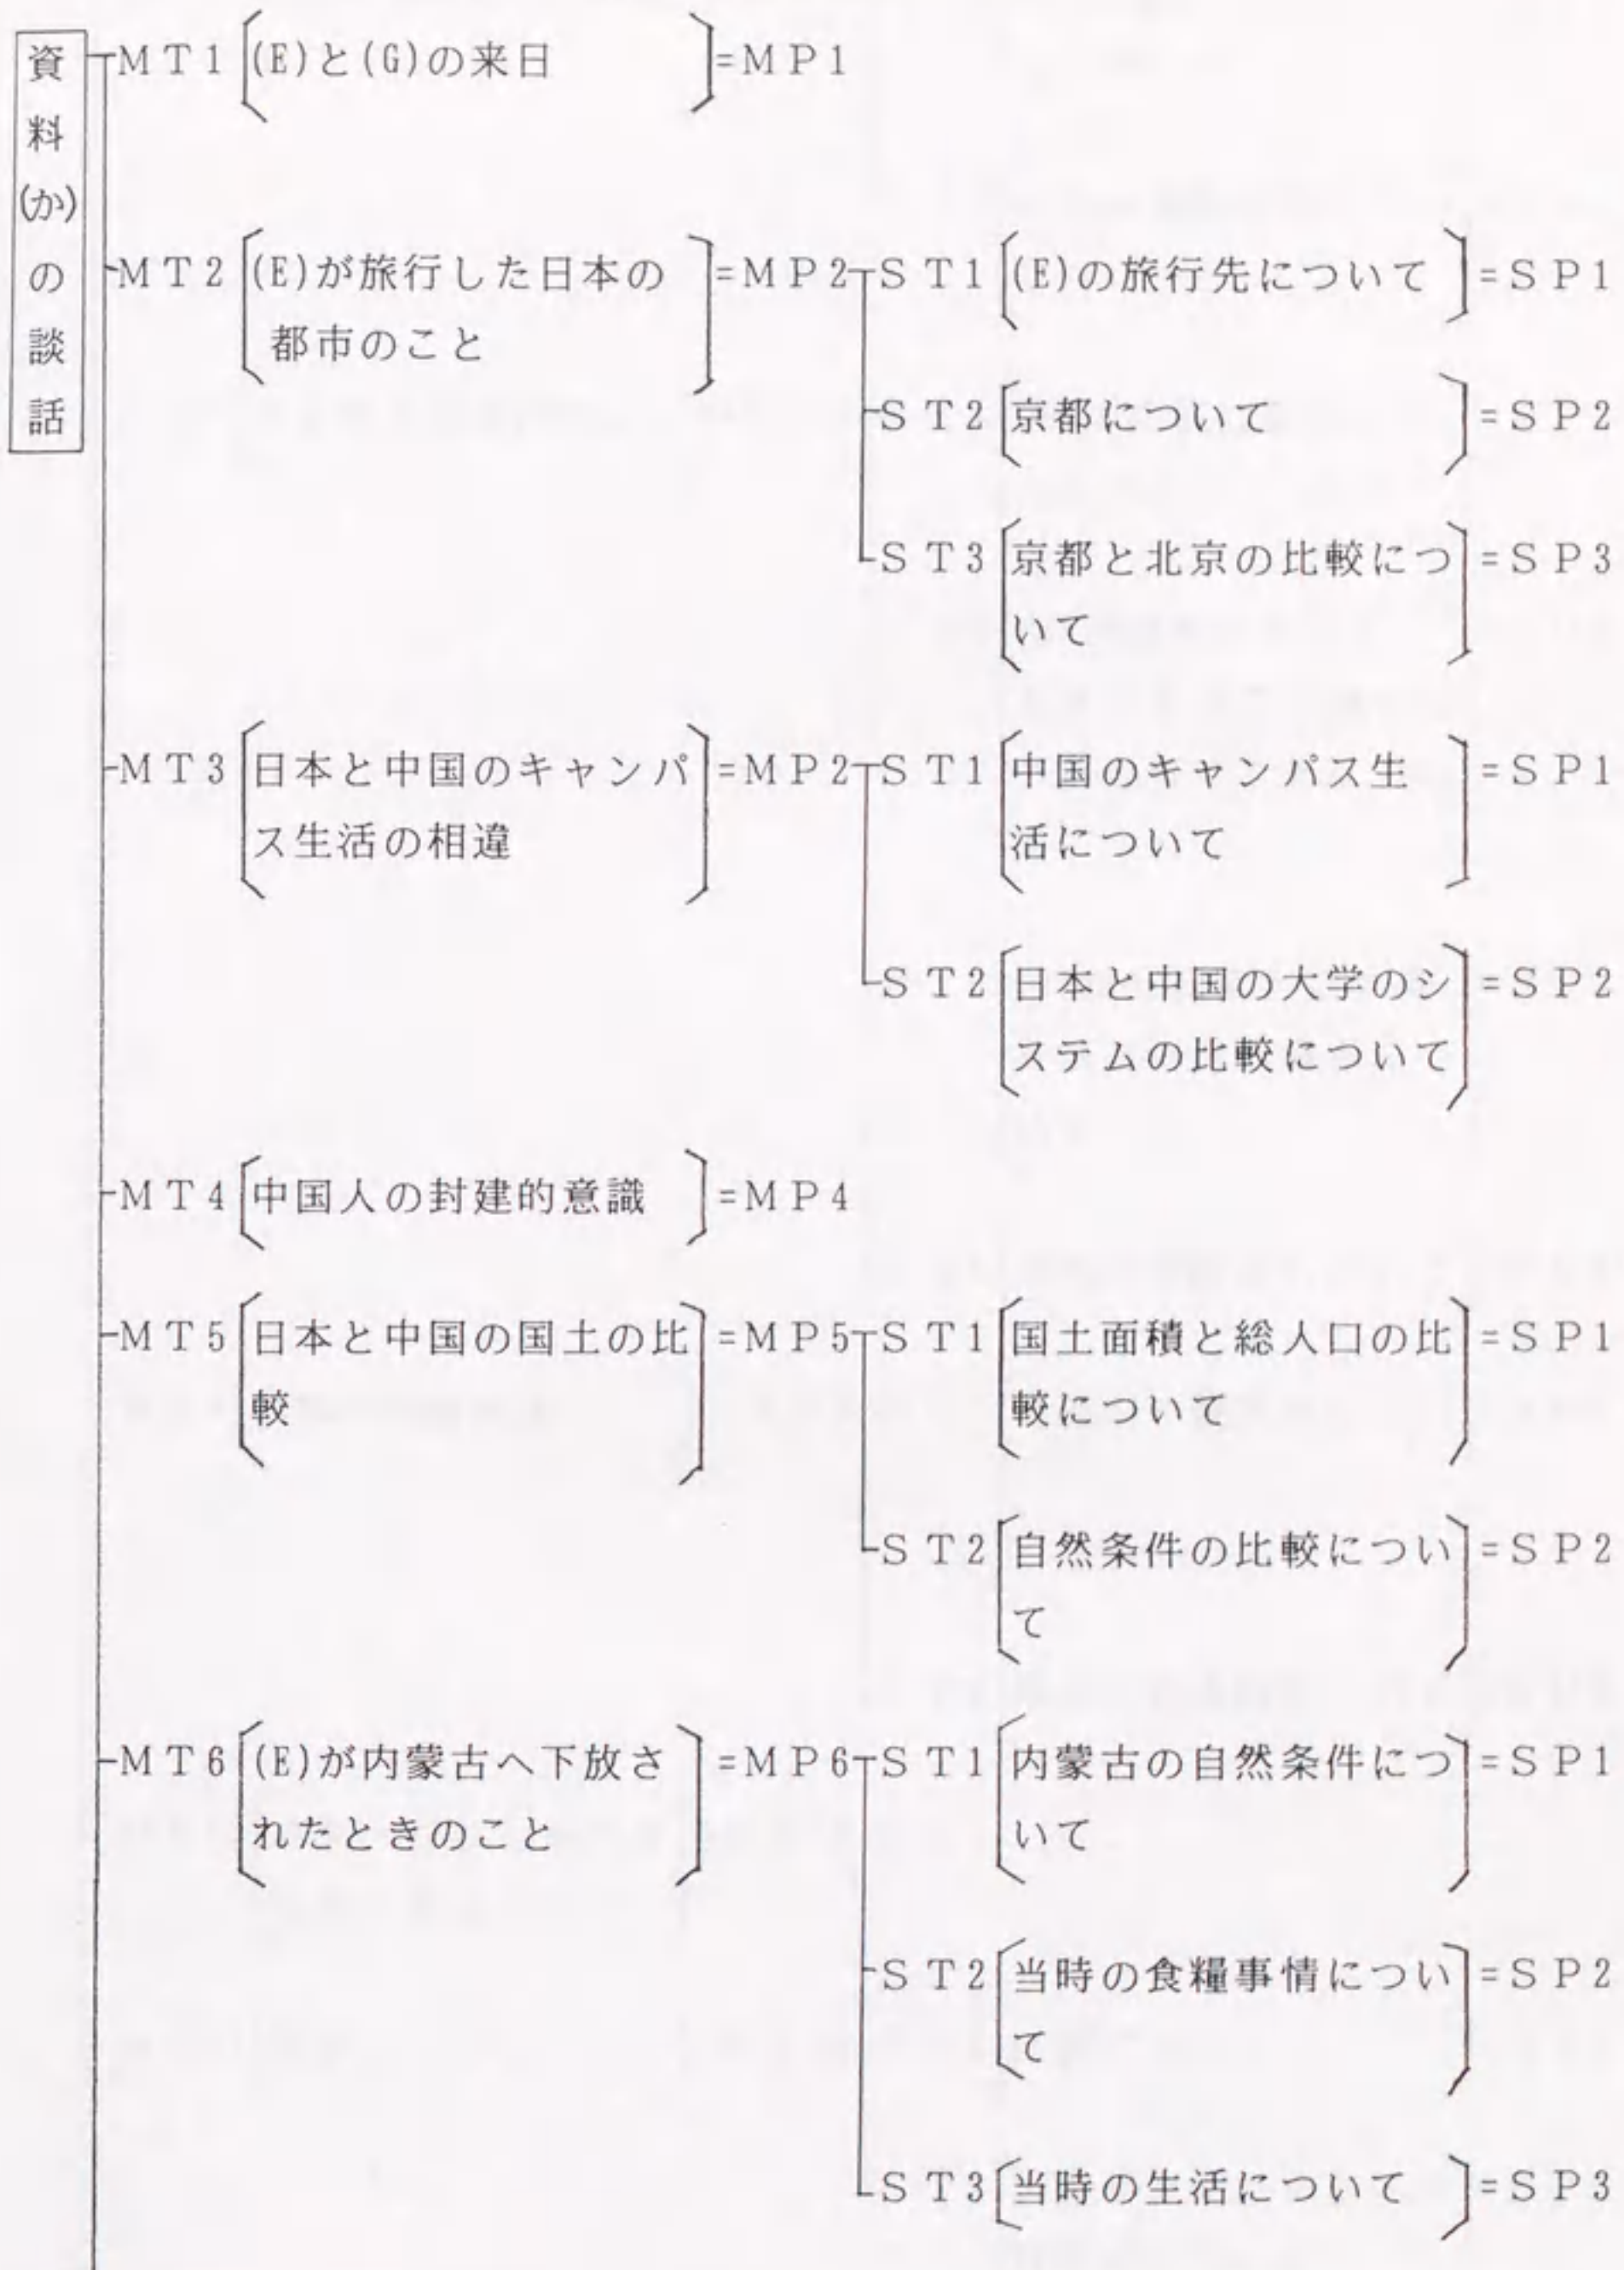 資料(か)の談話
MT1 (E)と(G)の来日 =MP1
MT2 (E)が旅行した日本の =MP2 ST1 (E)の旅行先について =SP1
都市のこと
ST2 京都について =SP2
ST3 京都と北京の比較につ =SP3
いて
MT3 日本と中国のキャンパ =MP2 ST1 中国のキャンパス生 =SP1
ス生活の相違 活について
ST2 日本と中国の大学のシ =SP2
ステムの比較について
MT4 中国人の封建的意識 =MP4
MT5 日本と中国の国土の比 =MP5 ST1 国土面積と総人口の比 =SP1
較 較について
ST2 自然条件の比較につい =SP2
て
MT6 (E)が内蒙古へ下放さ =MP6 ST1 内蒙古の自然条件につ =SP1
れたときのこと いて
ST2 当時の食糧事情につい =SP2
て
ST3 当時の生活について =SP3